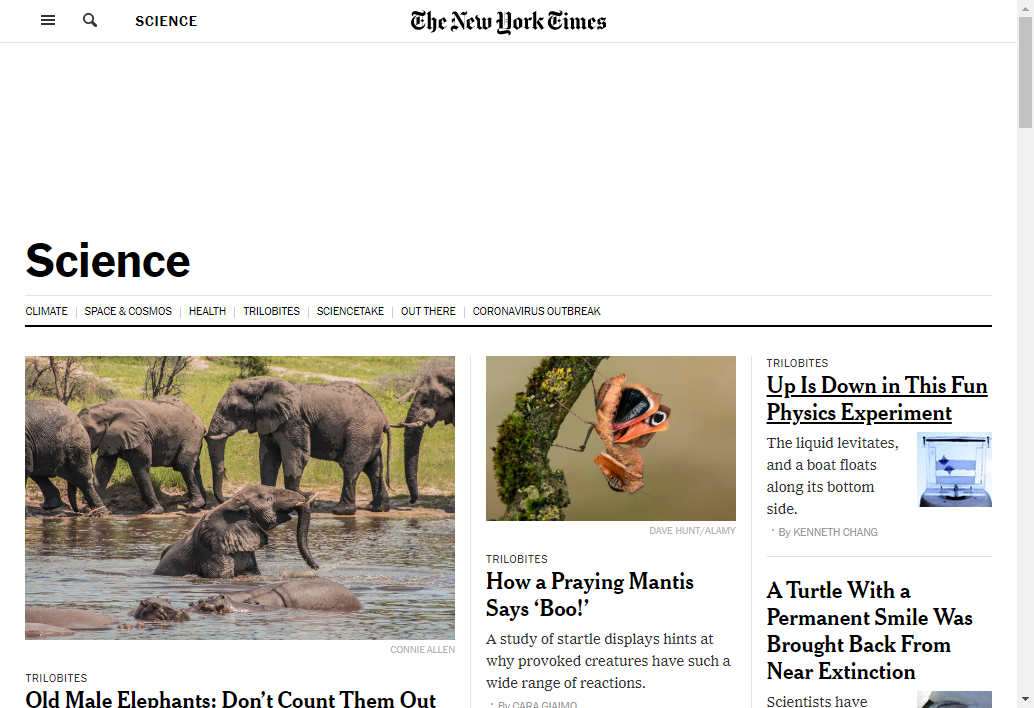 SCIENCE
The New York Times
Science
CLIMATE
SPACE & COSMOS
HEALTH
TRILOBITES
SCIENCETAKE
OUT THERE
CORONAVIRUS OUTBREAK
CONNIE ALLEN
TRILOBITES
Old Male Elephants: Don’t Count Them Out
DAVE HUNT/ALAMY
TRILOBITES
How a Praying Mantis
Says ‘Boo!’
A study of startle displays hints at
why provoked creatures have such a
wide range of reactions.
By CARA GIAIMO
TRILOBITES
Up Is Down in This Fun
Physics Experiment
The liquid levitates,
and a boat floats
along its bottom
side.
By KENNETH CHANG
A Turtle With a
Permanent Smile Was
Brought Back From
Near Extinction
Scientists have